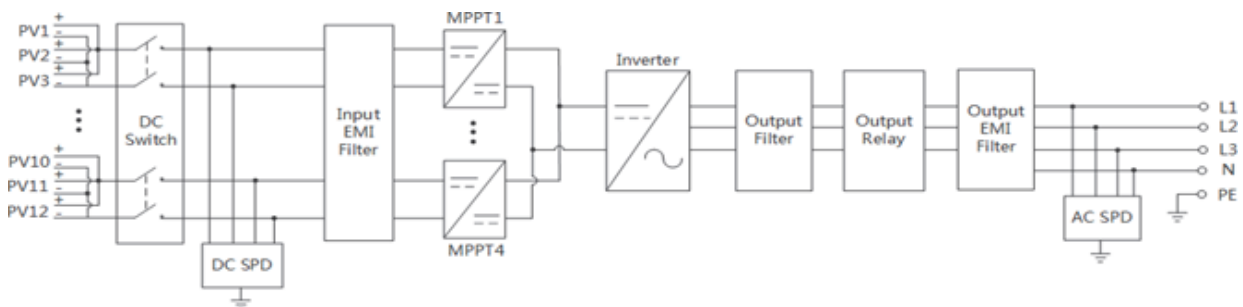 PV1
+
-
PV2
+
-
PV3
+
-
PV10
+
-
PV11
+
-
PV12
+
-
DC
Switch
DC SPD
Input
EMI
Filter
MPPT1
MPPT4
Inverter
Output
Filter
Output
Relay
Output
EMI
Filter
AC SPD
L1
L2
L3
N
PE